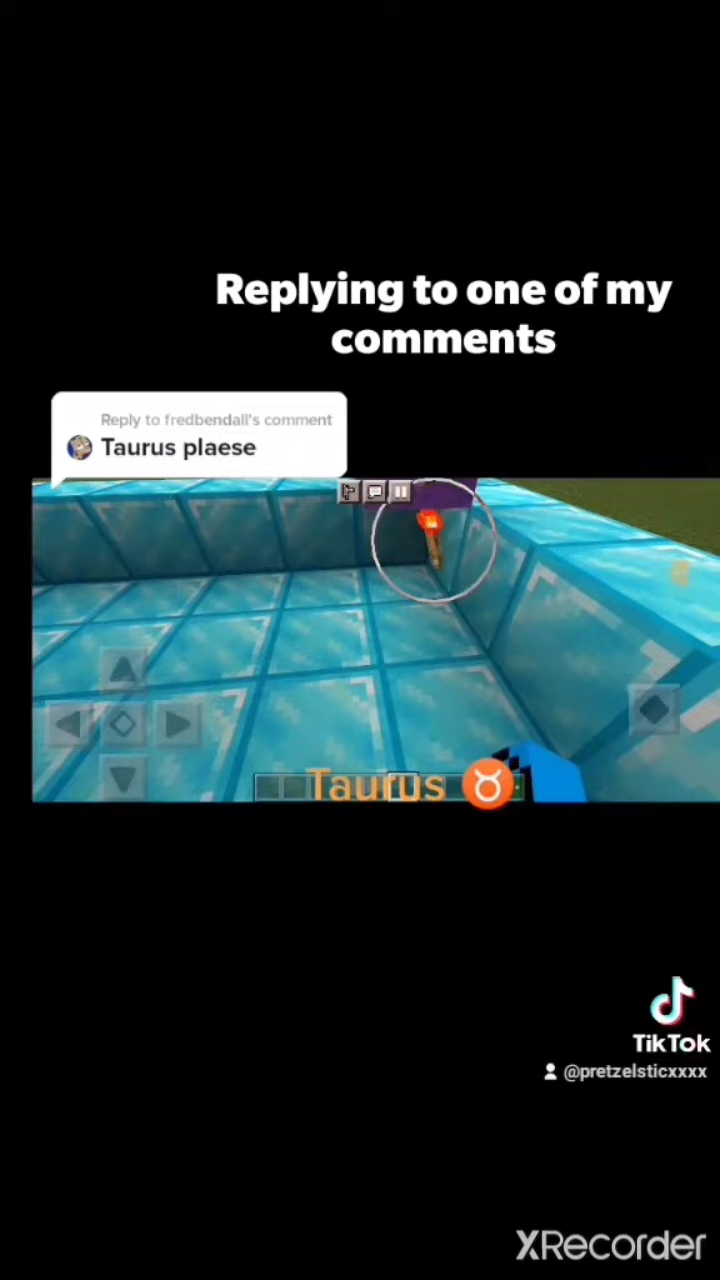 Replying to one of my
comments
Reply to fredbendall's comment
Taurus plaese
Taurus ♉
TikTok
@pretzelsticxxxx
XRecorder